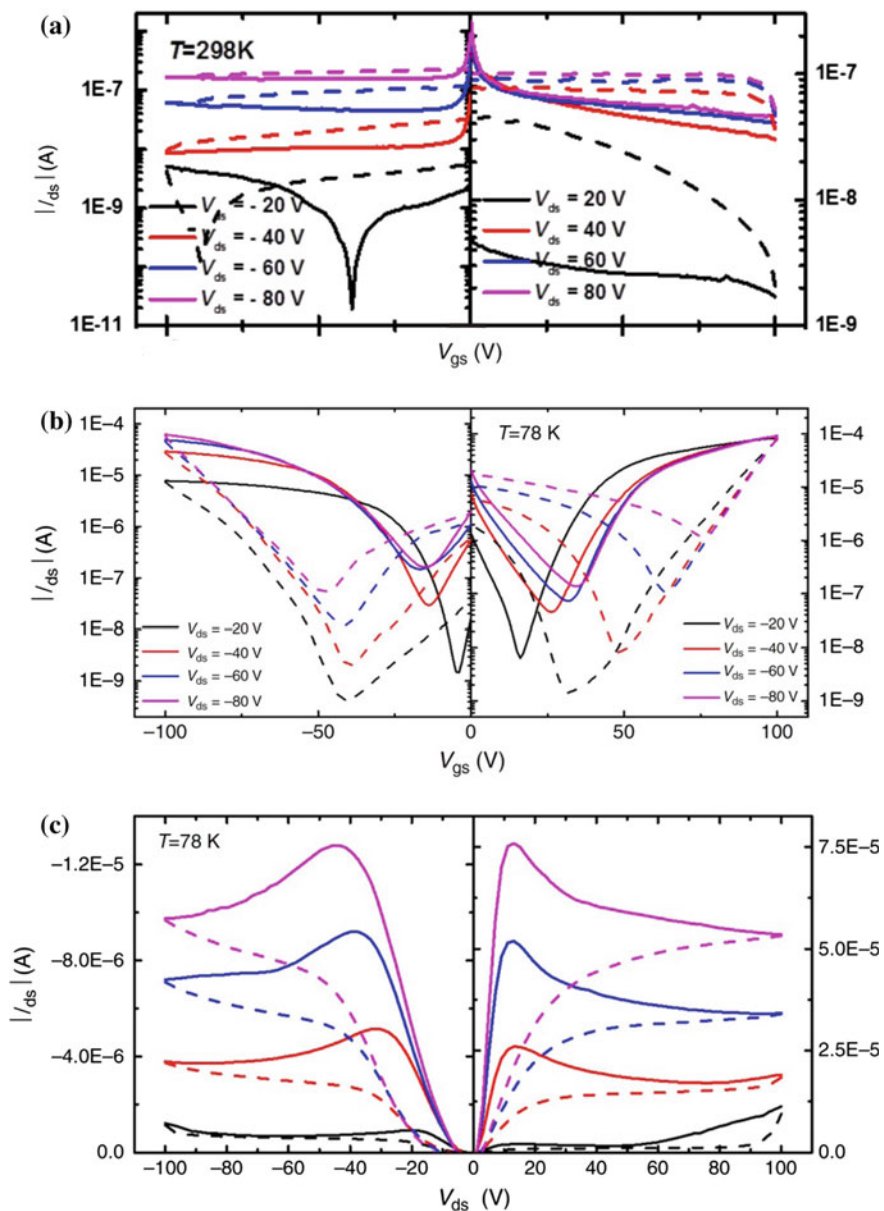 (a)
T=298K
1E-7
1E-9
1E-11
|I_ds| (A)
V_ds = - 20 V
V_ds = - 40 V
V_ds = - 60 V
V_ds = - 80 V
V_ds = 20 V
V_ds = 40 V
V_ds = 60 V
V_ds = 80 V
1E-7
1E-8
1E-9
V_gs (V)
(b)
T=78 K
1E-4
1E-5
1E-6
1E-7
1E-8
1E-9
|I_ds| (A)
V_ds = −20 V
V_ds = −40 V
V_ds = −60 V
V_ds = −80 V
V_ds = −20 V
V_ds = −40 V
V_ds = −60 V
V_ds = −80 V
1E-4
1E-5
1E-6
1E-7
1E-8
1E-9
−100 −50 0 0 50 100
V_gs (V)
(c)
T=78 K
−1.2E-5
−8.0E-6
−4.0E-6
0.0
|I_ds| (A)
7.5E−5
5.0E−5
2.5E−5
0.0
−100 −80 −60 −40 −20 0 20 40 60 80 100
V_ds (V)